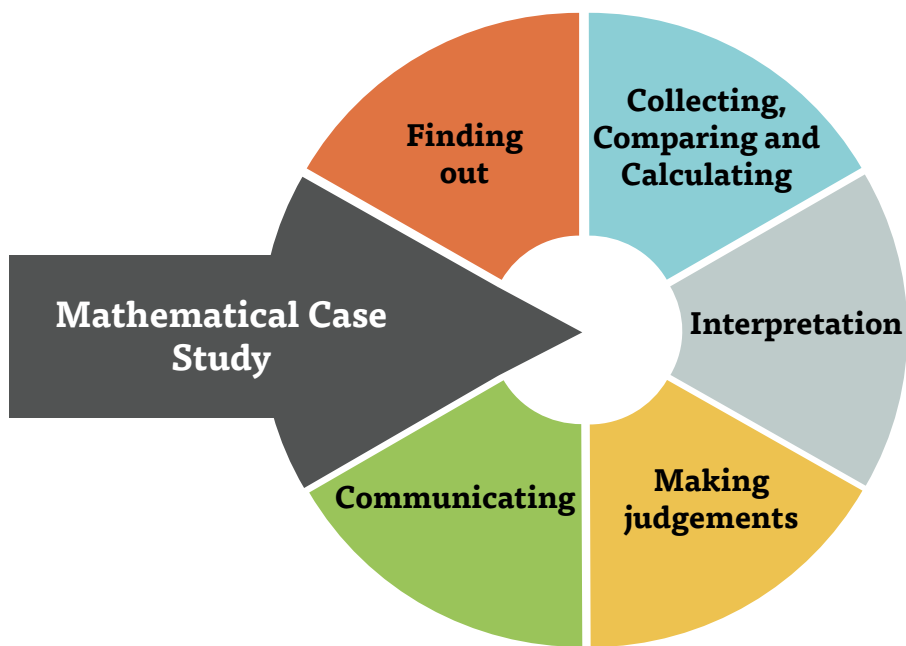 Finding
out
Collecting,
Comparing and
Calculating
Mathematical Case
Study
Interpretation
Communicating
Making
judgements